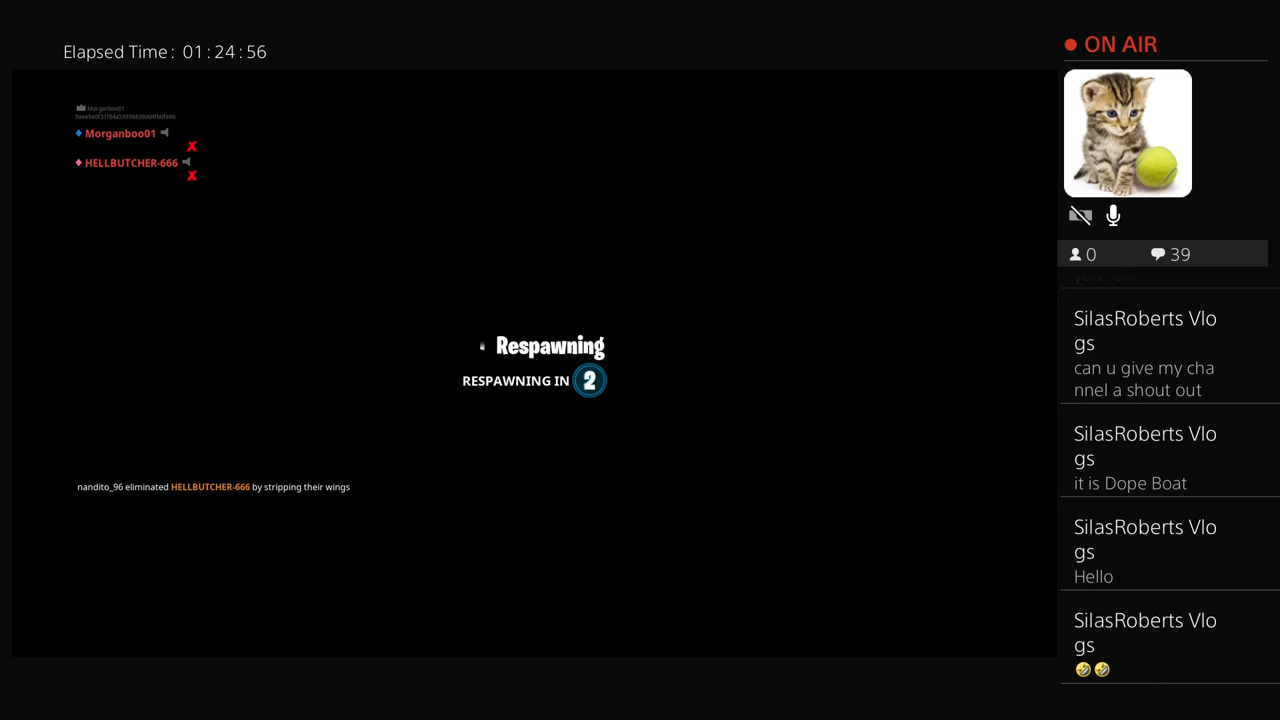 Elapsed Time: 01:24:56
ON AIR
Morganboo01
Morganboo01
X
HELLBUTCHER-666
X
0 39
SilasRoberts Vlo
gs
can u give my cha
nnel a shout out
Respawning
RESPAWNING IN 2
SilasRoberts Vlo
gs
it is Dope Boat
nandito_96 eliminated HELLBUTCHER-666 by stripping their wings
SilasRoberts Vlo
gs
Hello
SilasRoberts Vlo
gs
🤣🤣